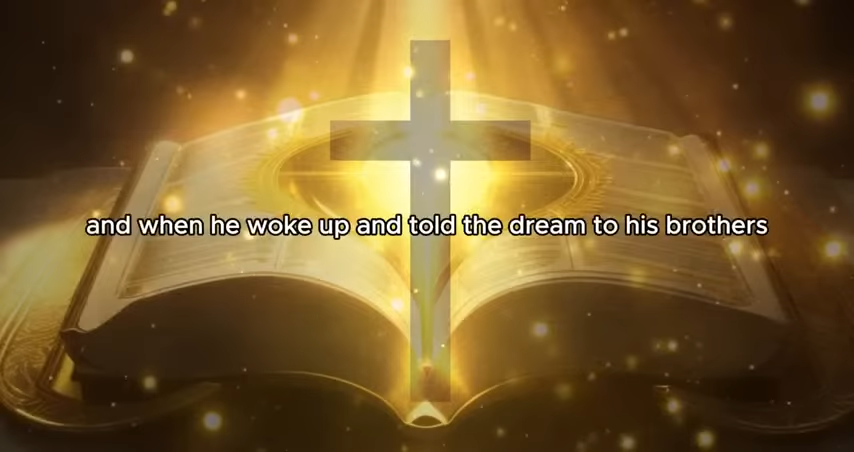 and when he woke up and told the dream to his brothers